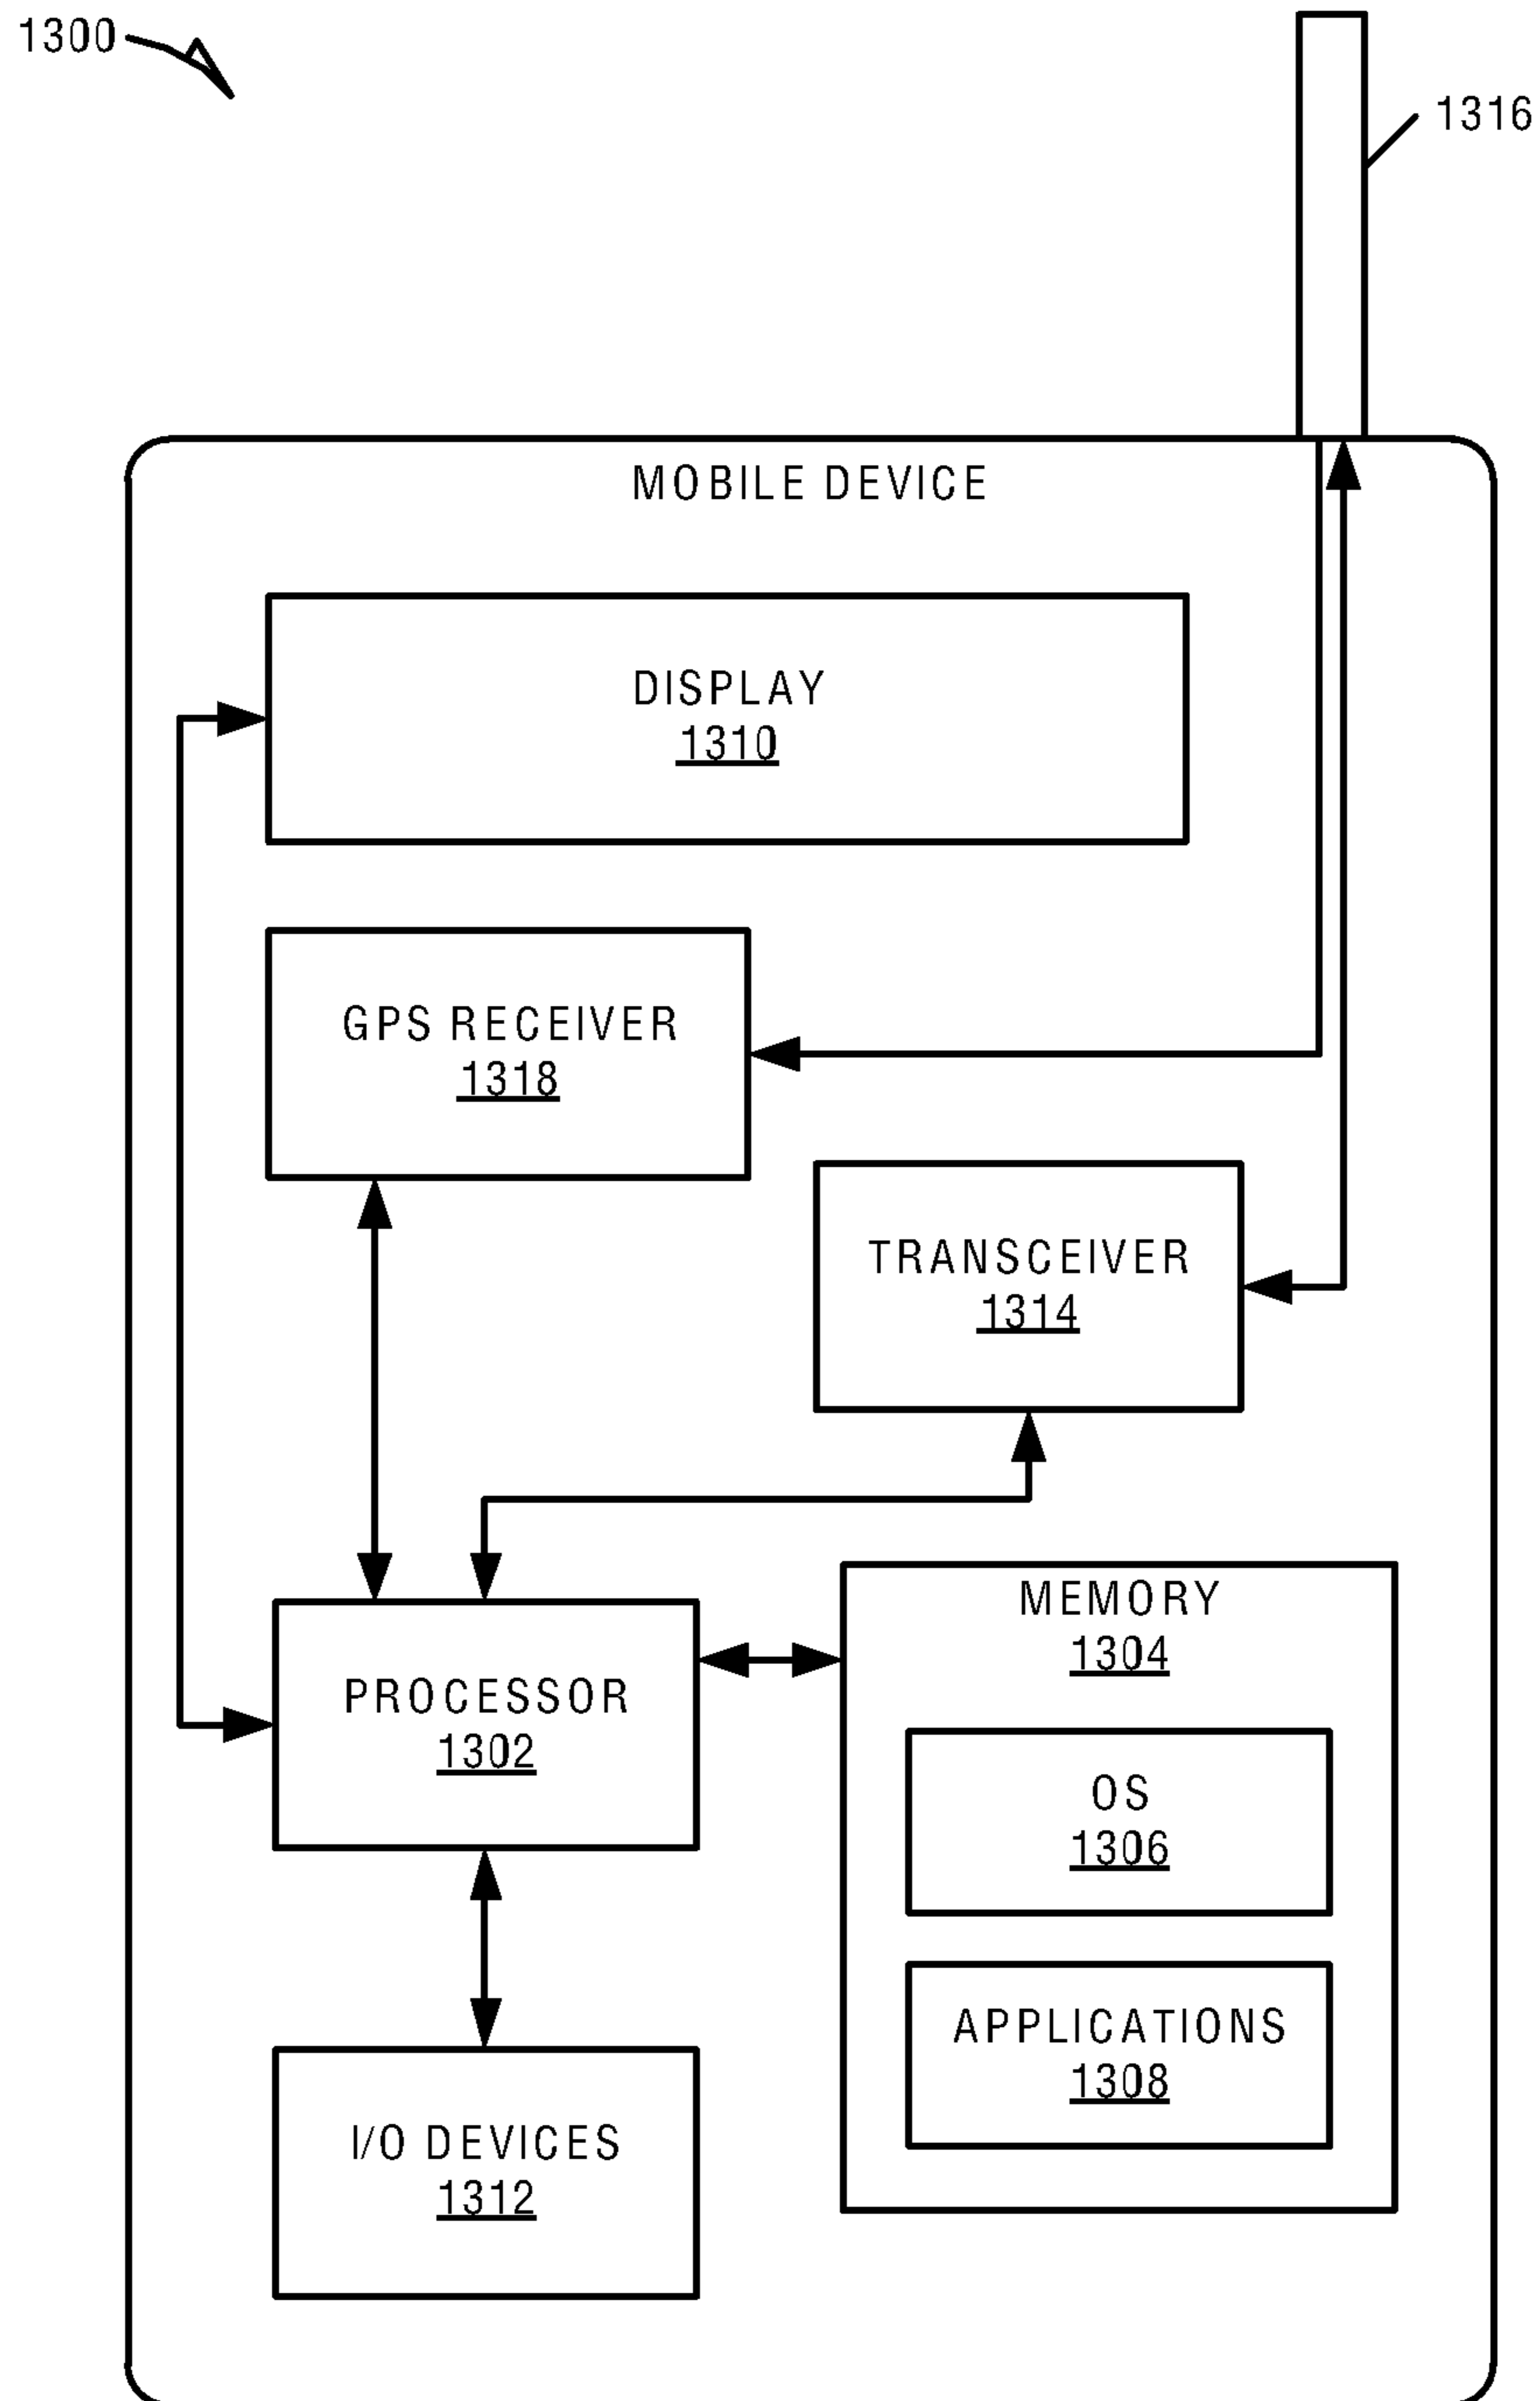 1300
1316
MOBILE DEVICE
DISPLAY
1310
GPS RECEIVER
1318
TRANSCEIVER
1314
MEMORY
1304
PROCESSOR
1302
OS
1306
APPLICATIONS
1308
I/O DEVICES
1312